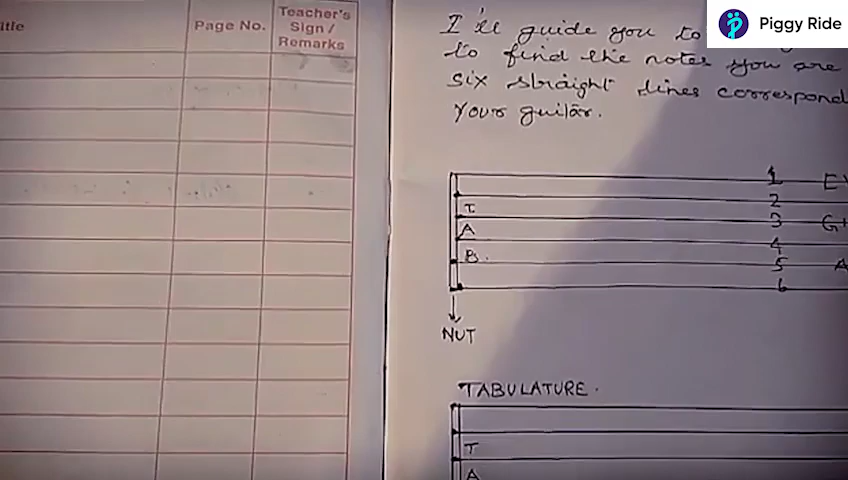 itle
Page No.
Teacher's
Sign /
Remarks
Piggy Ride
I'll guide you to
to find the notes you are
six straight lines correspond
your guitar.
1
2
T
3
A
4
B.
5
A
6
NUT
TABULATURE.
T
A